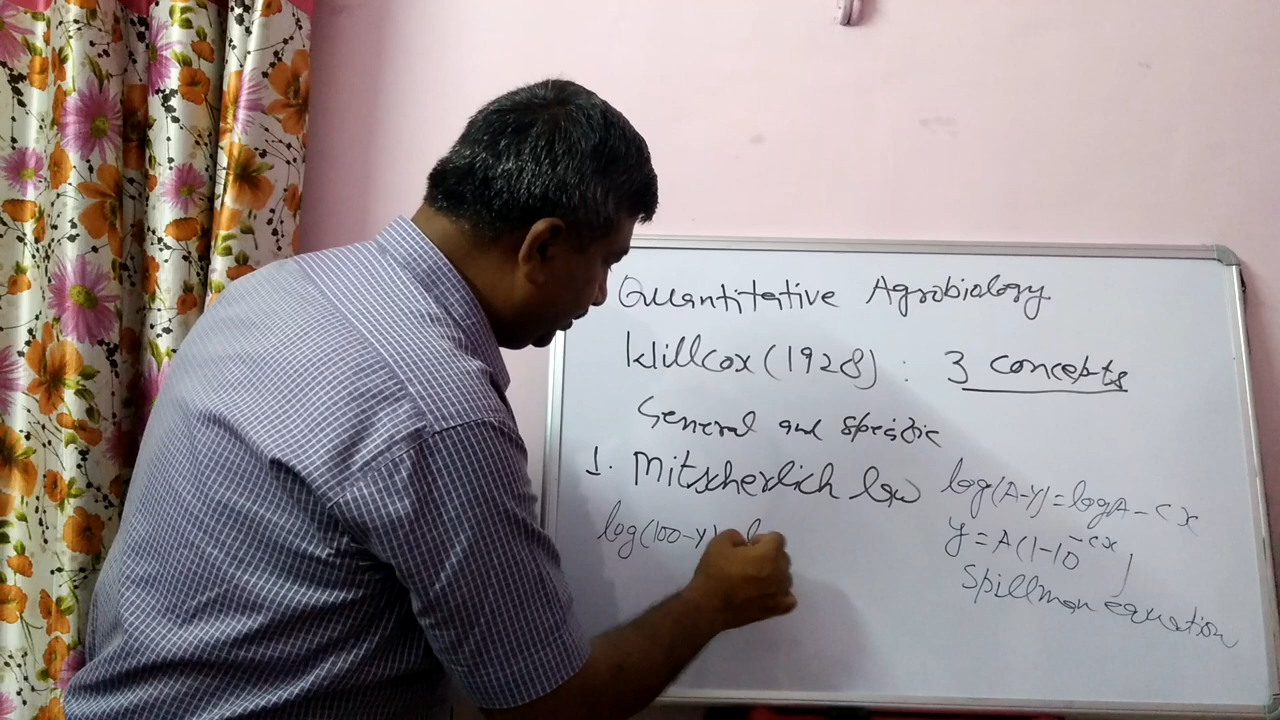 Quantitative Agrobiology
Willcox (1928) : 3 concepts
General and specific
1. Mitscherlich law
log(A-Y) = logA - cx
y = A(1-10^-cx)
Spillman equation
log(100-Y)